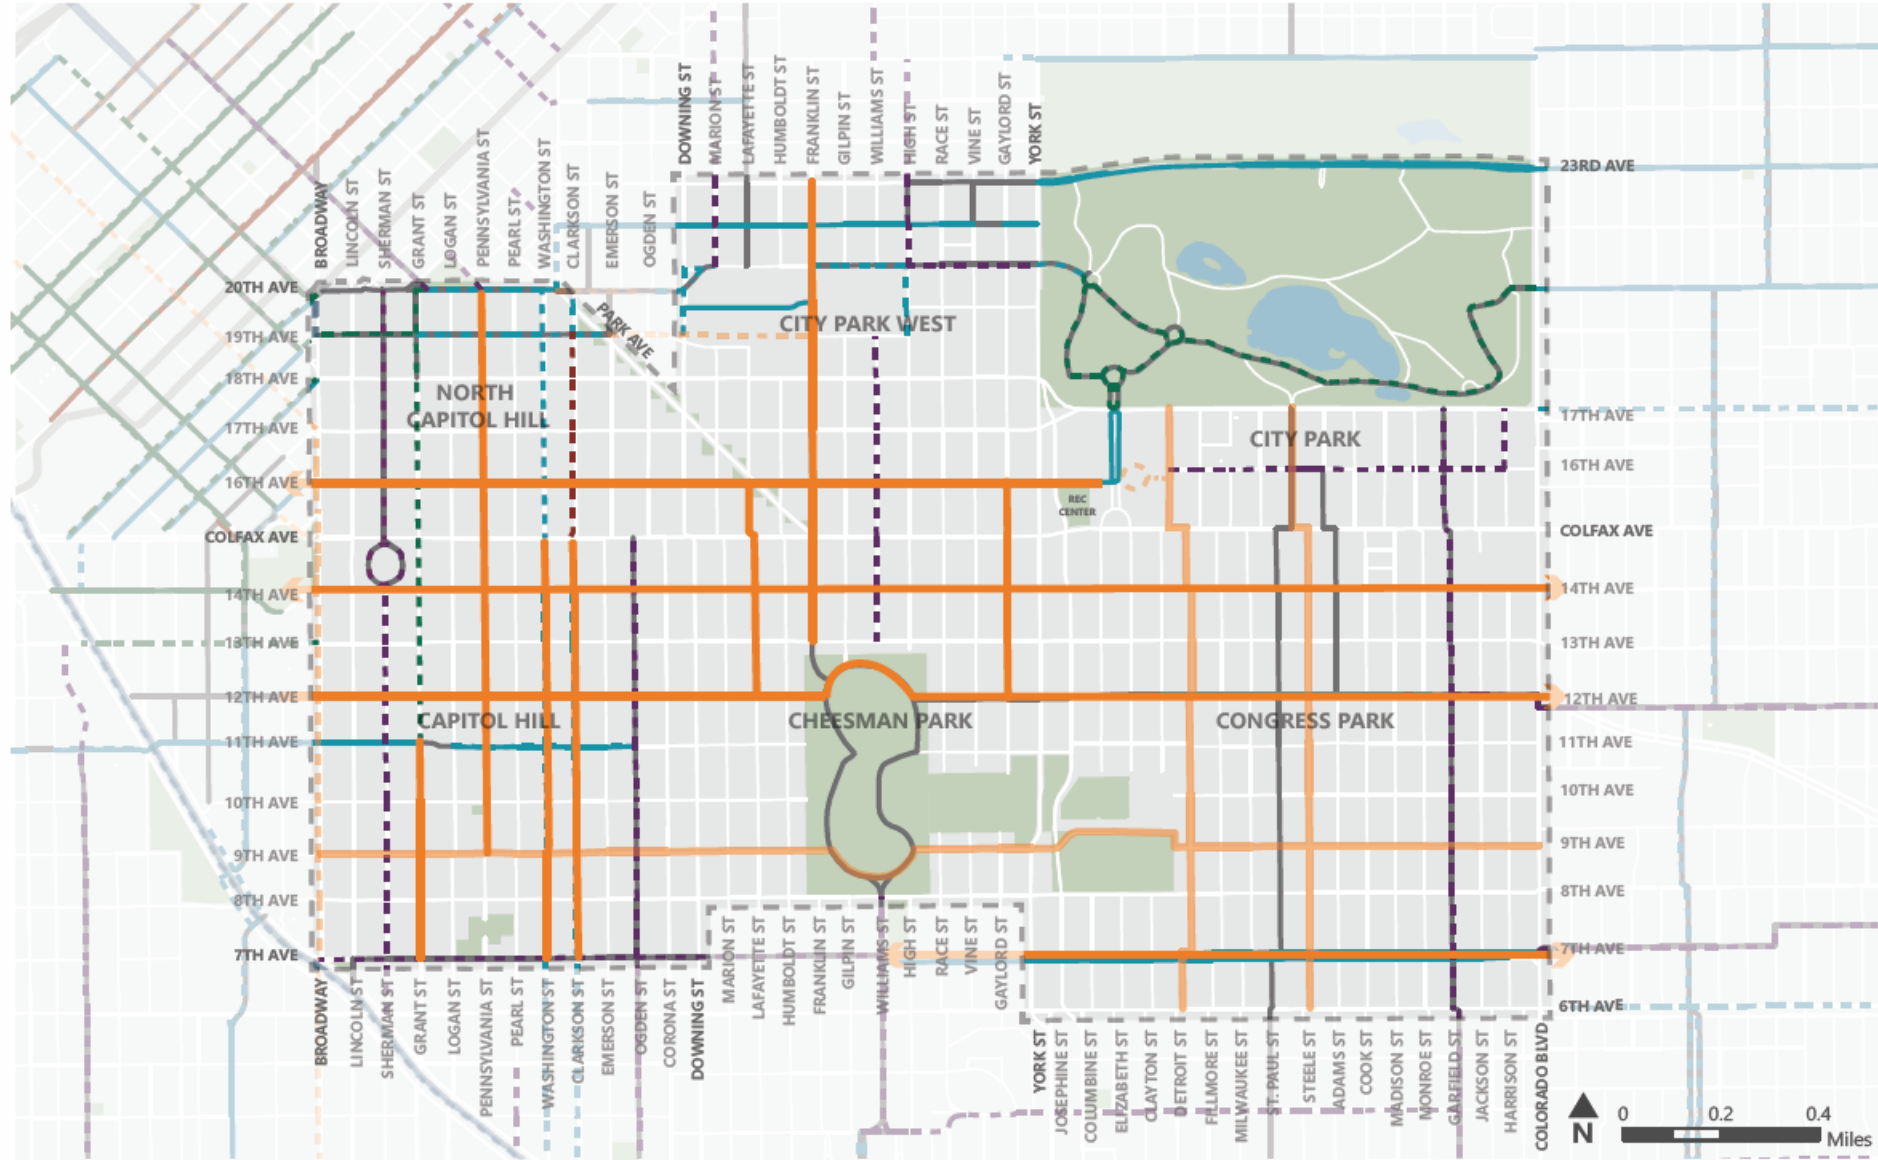 DOWNING ST
MARION ST
LAFAYETTE ST
HUMBOLDT ST
FRANKLIN ST
GILPIN ST
WILLIAMS ST
HIGH ST
RACE ST
VINE ST
GAYLORD ST
YORK ST
BROADWAY
LINCOLN ST
SHERMAN ST
GRANT ST
LOGAN ST
PENNSYLVANIA ST
PEARL ST
WASHINGTON ST
CLARKSON ST
EMERSON ST
OGDEN ST
20TH AVE
19TH AVE
18TH AVE
17TH AVE
16TH AVE
COLFAX AVE
14TH AVE
13TH AVE
12TH AVE
11TH AVE
10TH AVE
9TH AVE
8TH AVE
7TH AVE
PARK AVE
CITY PARK WEST
NORTH
CAPITOL HILL
CITY PARK
REC
CENTER
CAPITOL HILL
CHEESMAN PARK
CONGRESS PARK
23RD AVE
17TH AVE
16TH AVE
COLFAX AVE
14TH AVE
13TH AVE
12TH AVE
11TH AVE
10TH AVE
9TH AVE
8TH AVE
7TH AVE
6TH AVE
BROADWAY
LINCOLN ST
SHERMAN ST
GRANT ST
LOGAN ST
PENNSYLVANIA ST
PEARL ST
WASHINGTON ST
CLARKSON ST
EMERSON ST
OGDEN ST
CORONA ST
DOWNING ST
MARION ST
LAFAYETTE ST
HUMBOLDT ST
FRANKLIN ST
GILPIN ST
WILLIAMS ST
HIGH ST
RACE ST
VINE ST
GAYLORD ST
YORK ST
JOSEPHINE ST
COLUMBINE ST
ELIZABETH ST
CLAYTON ST
DETROIT ST
FILLMORE ST
MILWAUKEE ST
ST. PAUL ST
STEELE ST
ADAMS ST
COOK ST
MADISON ST
MONROE ST
GARFIELD ST
JACKSON ST
HARRISON ST
COLORADO BLVD
N
0 0.2 0.4
Miles